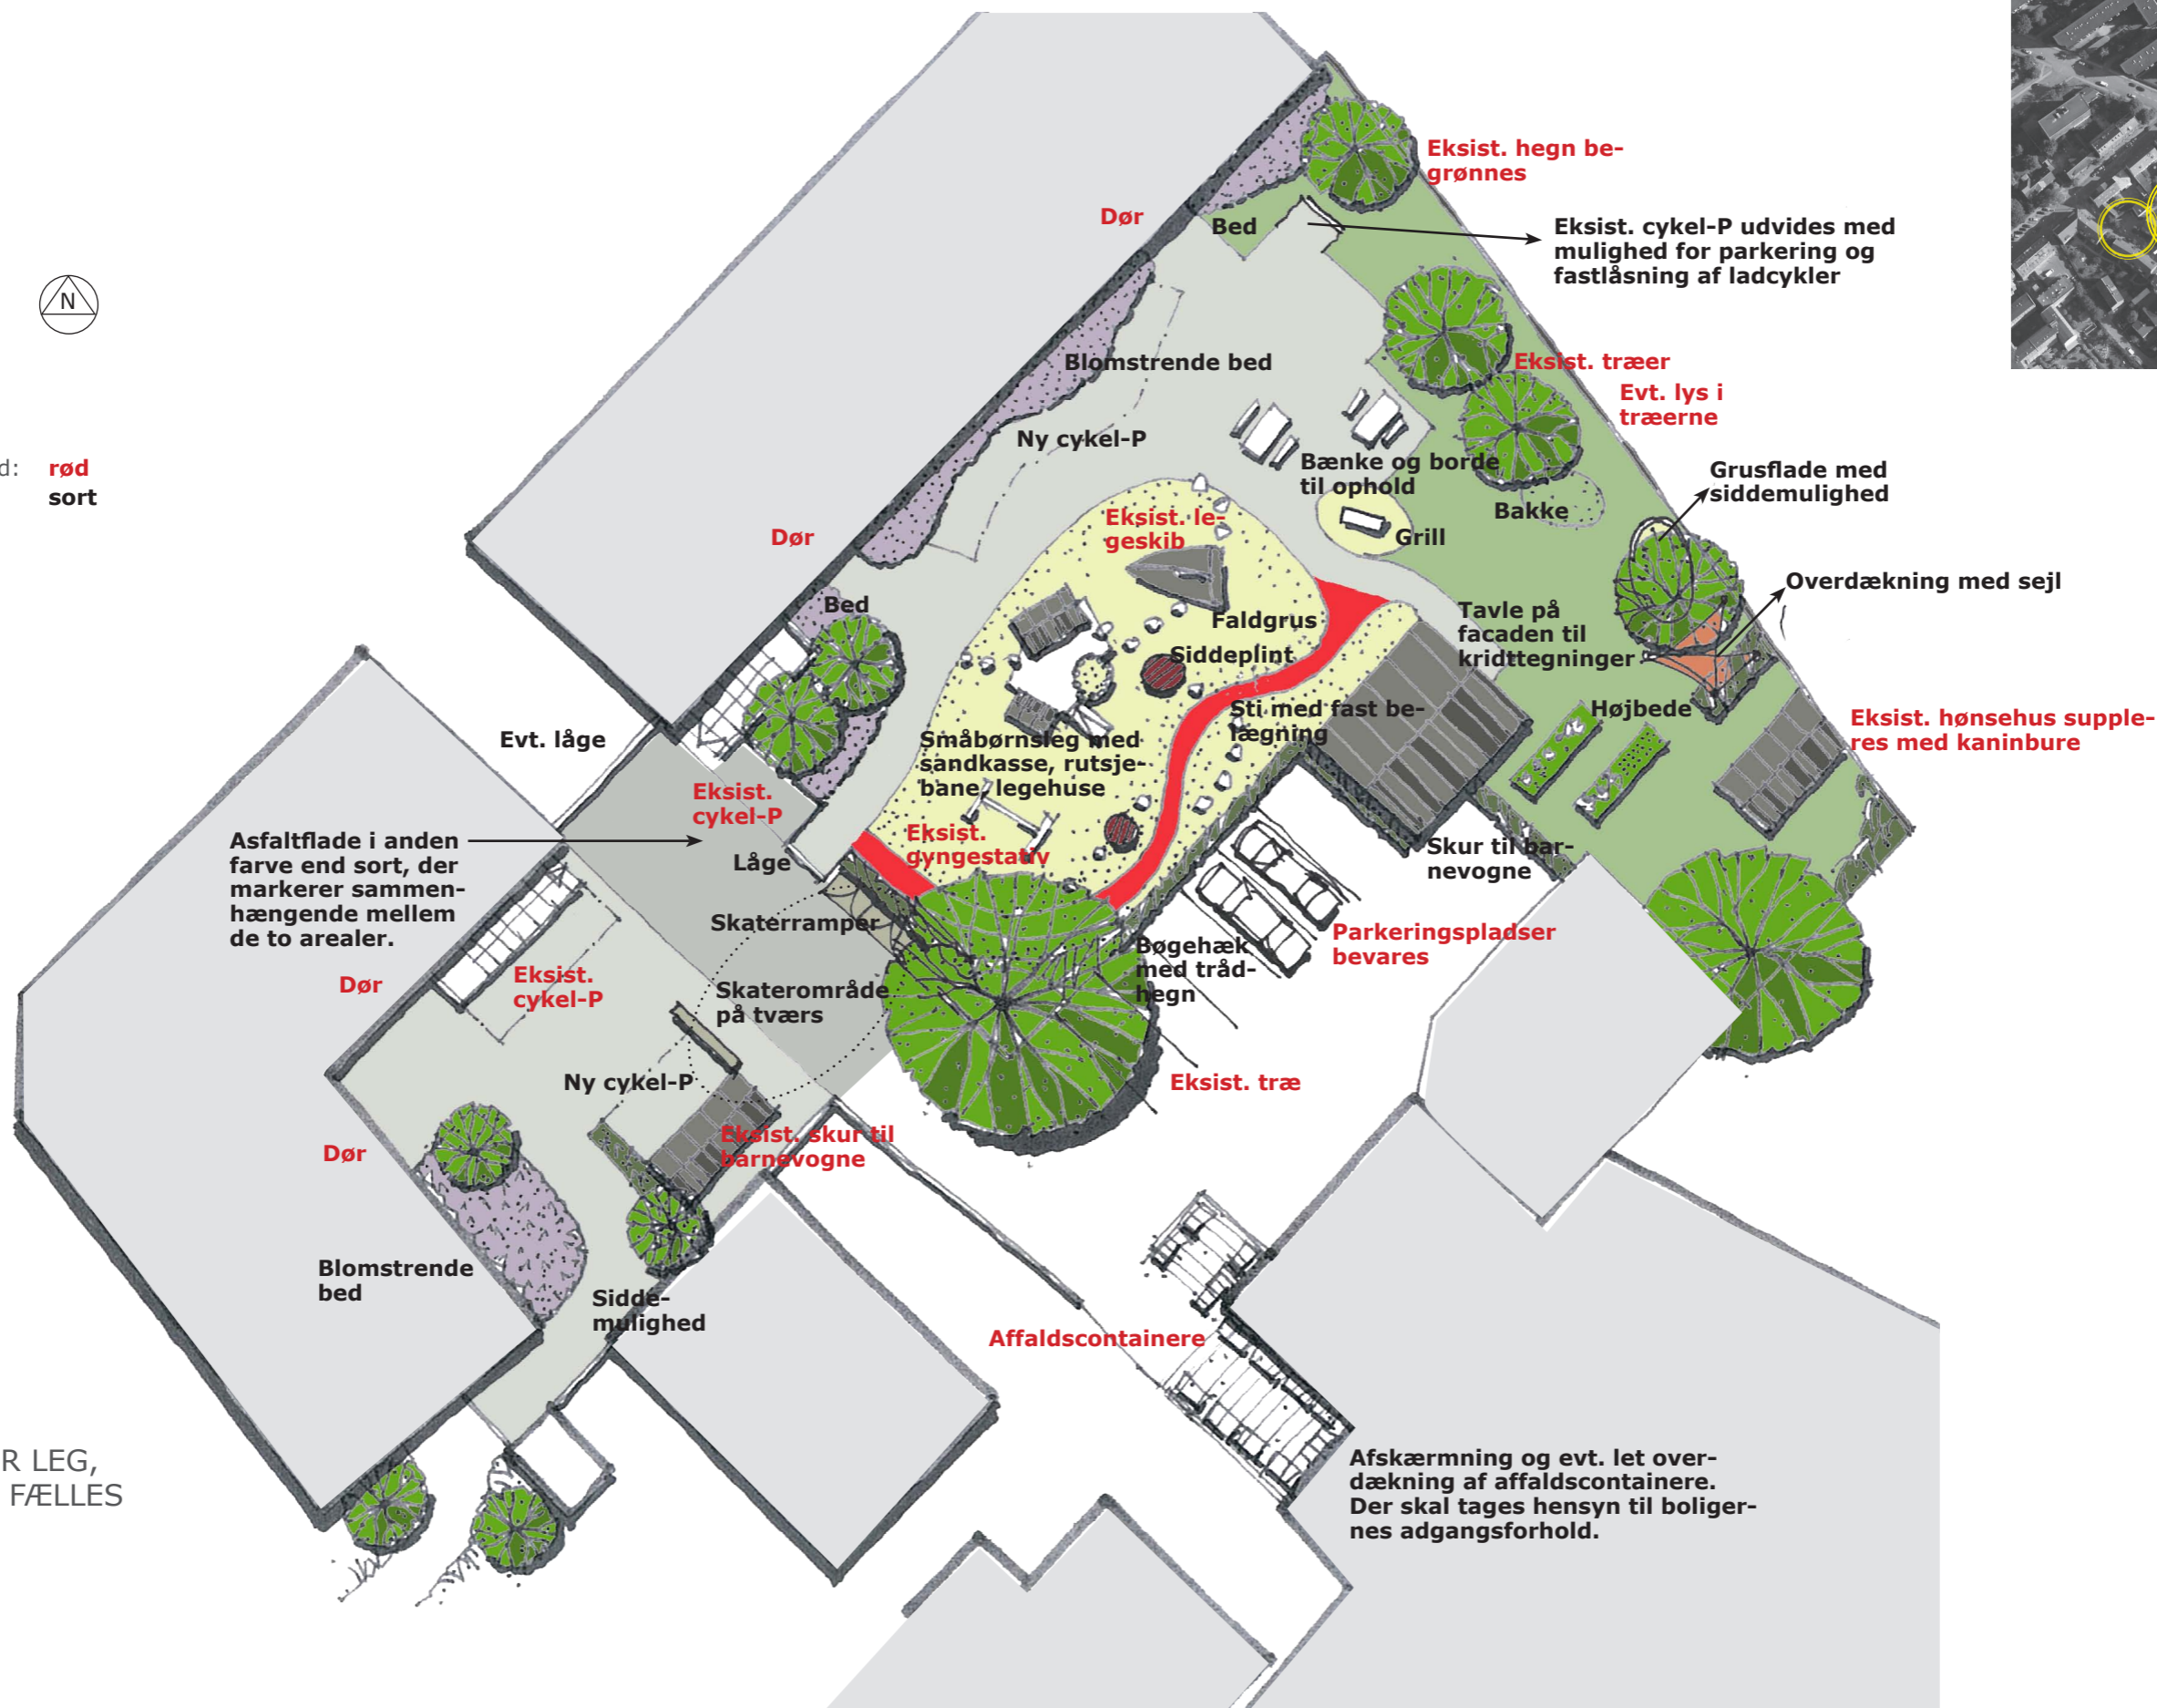 Eksist. hegn be-
grønnes
Dør
Bed
Eksist. cykel-P udvides med
mulighed for parkering og
fastlåsning af ladcykler
N
Blomstrende bed
Eksist. træer
Evt. lys i
træerne
Ny cykel-P
d: rød
sort
Bænke og borde
til ophold
Grusflade med
siddemulighed
Bakke
Eksist. le-
geskib
Grill
Dør
Overdækning med sejl
Bed
Faldgrus
Tavle på
facaden til
kridttegninger
Siddeplint
Sti med fast be-
lægning
Højbede
Eksist. hønsehus supple-
res med kaninbure
Evt. låge
Småbørnsleg med
sandkasse, rutsje-
bane, legehuse
Eksist.
cykel-P
Asfaltflade i anden
farve end sort, der
markerer sammen-
hængende mellem
de to arealer.
Eksist.
gyngestativ
Låge
Skur til bar-
nevogne
Skaterramper
Parkeringspladser
bevares
Bøgehæk
med tråd-
hegn
Dør
Eksist.
cykel-P
Skaterområde
på tværs
Ny cykel-P
Eksist. træ
Eksist. skur til
barnevogne
Dør
Blomstrende
bed
Sidde-
mulighed
Affaldscontainere
R LEG,
FÆLLES
Afskærmning og evt. let over-
dækning af affaldscontainere.
Der skal tages hensyn til boliger-
nes adgangsforhold.